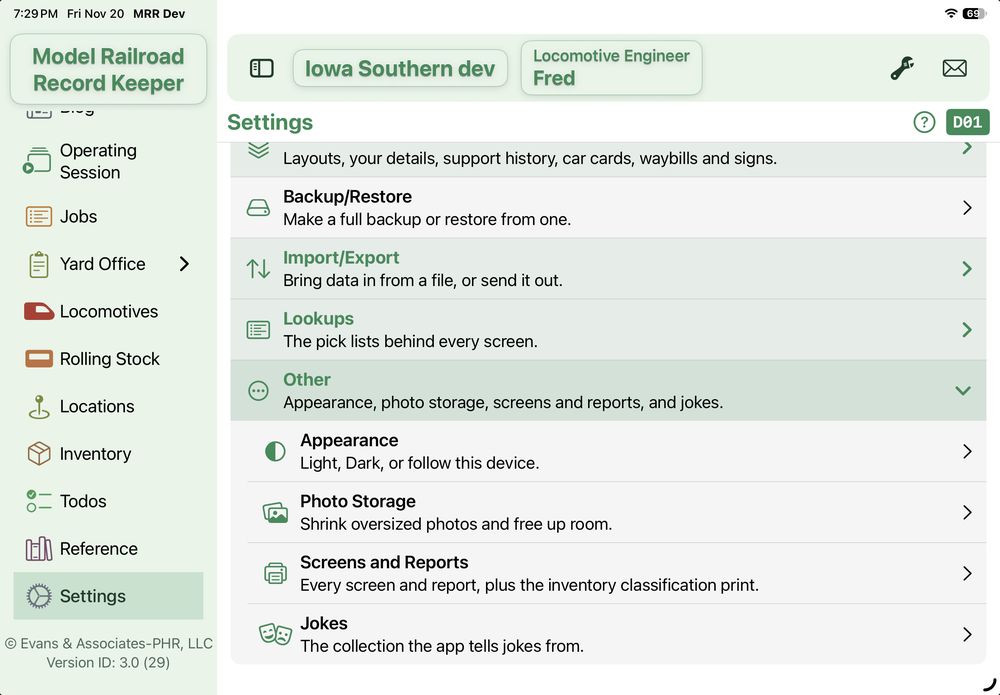 7:29 PM Fri Nov 20 MRR Dev
69
Model Railroad
Record Keeper
Iowa Southern dev
Locomotive Engineer
Fred
Settings
D01
Blog
Operating
Session
Jobs
Yard Office
Locomotives
Rolling Stock
Locations
Inventory
Todos
Reference
Settings
© Evans & Associates-PHR, LLC
Version ID: 3.0 (29)
Layouts, your details, support history, car cards, waybills and signs.
Backup/Restore
Make a full backup or restore from one.
Import/Export
Bring data in from a file, or send it out.
Lookups
The pick lists behind every screen.
Other
Appearance, photo storage, screens and reports, and jokes.
Appearance
Light, Dark, or follow this device.
Photo Storage
Shrink oversized photos and free up room.
Screens and Reports
Every screen and report, plus the inventory classification print.
Jokes
The collection the app tells jokes from.